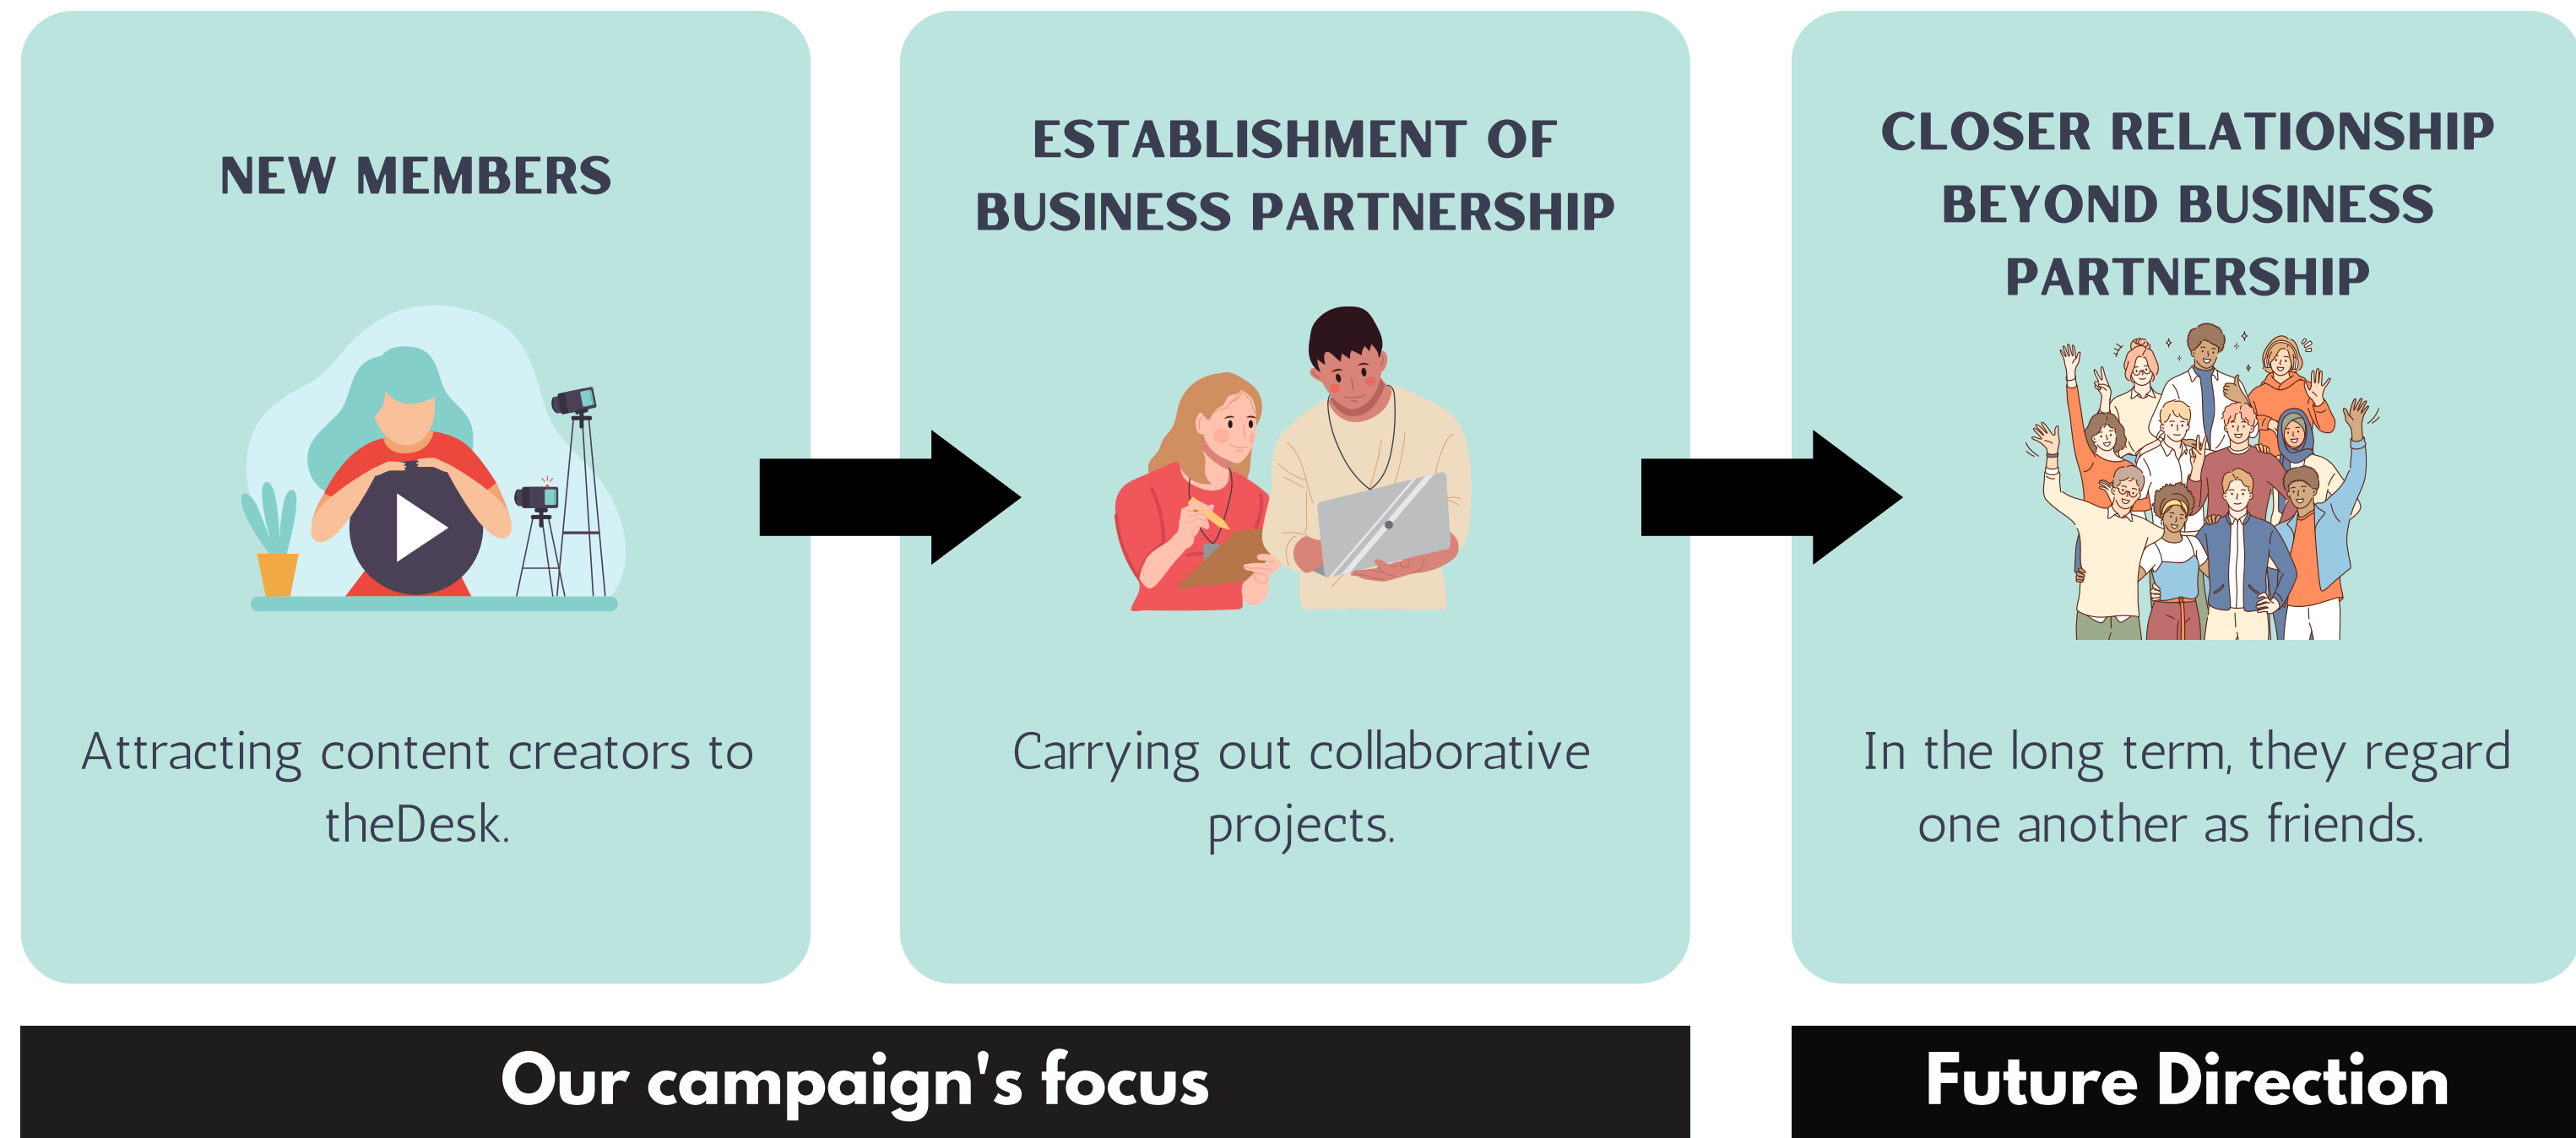 NEW MEMBERS
Attracting content creators to
theDesk.
ESTABLISHMENT OF
BUSINESS PARTNERSHIP
Carrying out collaborative
projects.
CLOSER RELATIONSHIP
BEYOND BUSINESS
PARTNERSHIP
In the long term, they regard
one another as friends.
Our campaign's focus
Future Direction